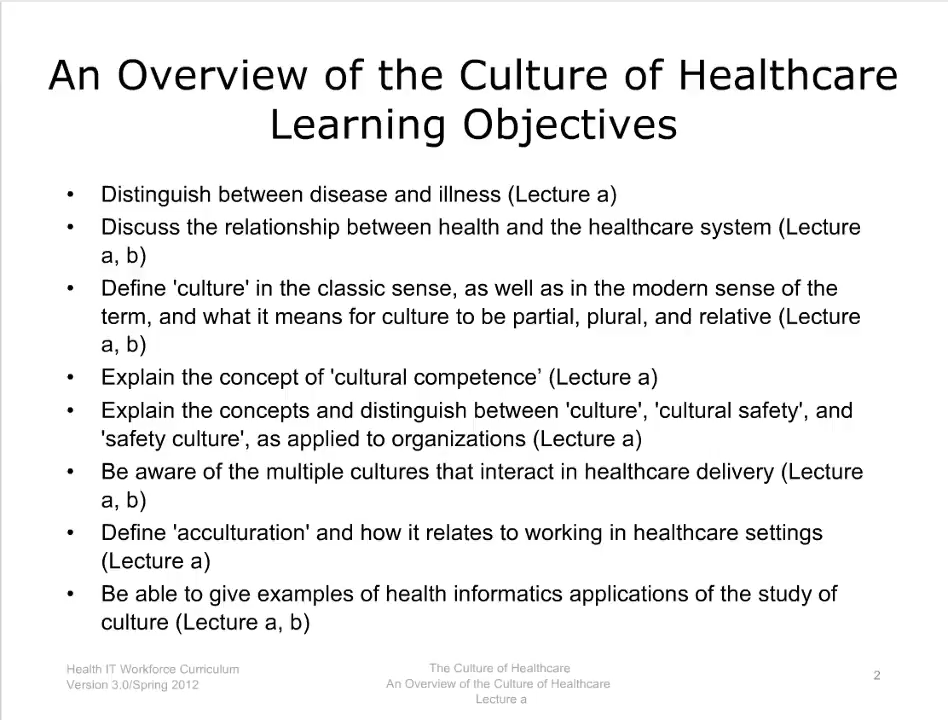 An Overview of the Culture of Healthcare
Learning Objectives
• Distinguish between disease and illness (Lecture a)
• Discuss the relationship between health and the healthcare system (Lecture
a, b)
• Define 'culture' in the classic sense, as well as in the modern sense of the
term, and what it means for culture to be partial, plural, and relative (Lecture
a, b)
• Explain the concept of 'cultural competence’ (Lecture a)
• Explain the concepts and distinguish between 'culture', 'cultural safety', and
'safety culture', as applied to organizations (Lecture a)
• Be aware of the multiple cultures that interact in healthcare delivery (Lecture
a, b)
• Define 'acculturation' and how it relates to working in healthcare settings
(Lecture a)
• Be able to give examples of health informatics applications of the study of
culture (Lecture a, b)
Health IT Workforce Curriculum
Version 3.0/Spring 2012
The Culture of Healthcare
An Overview of the Culture of Healthcare
Lecture a
2